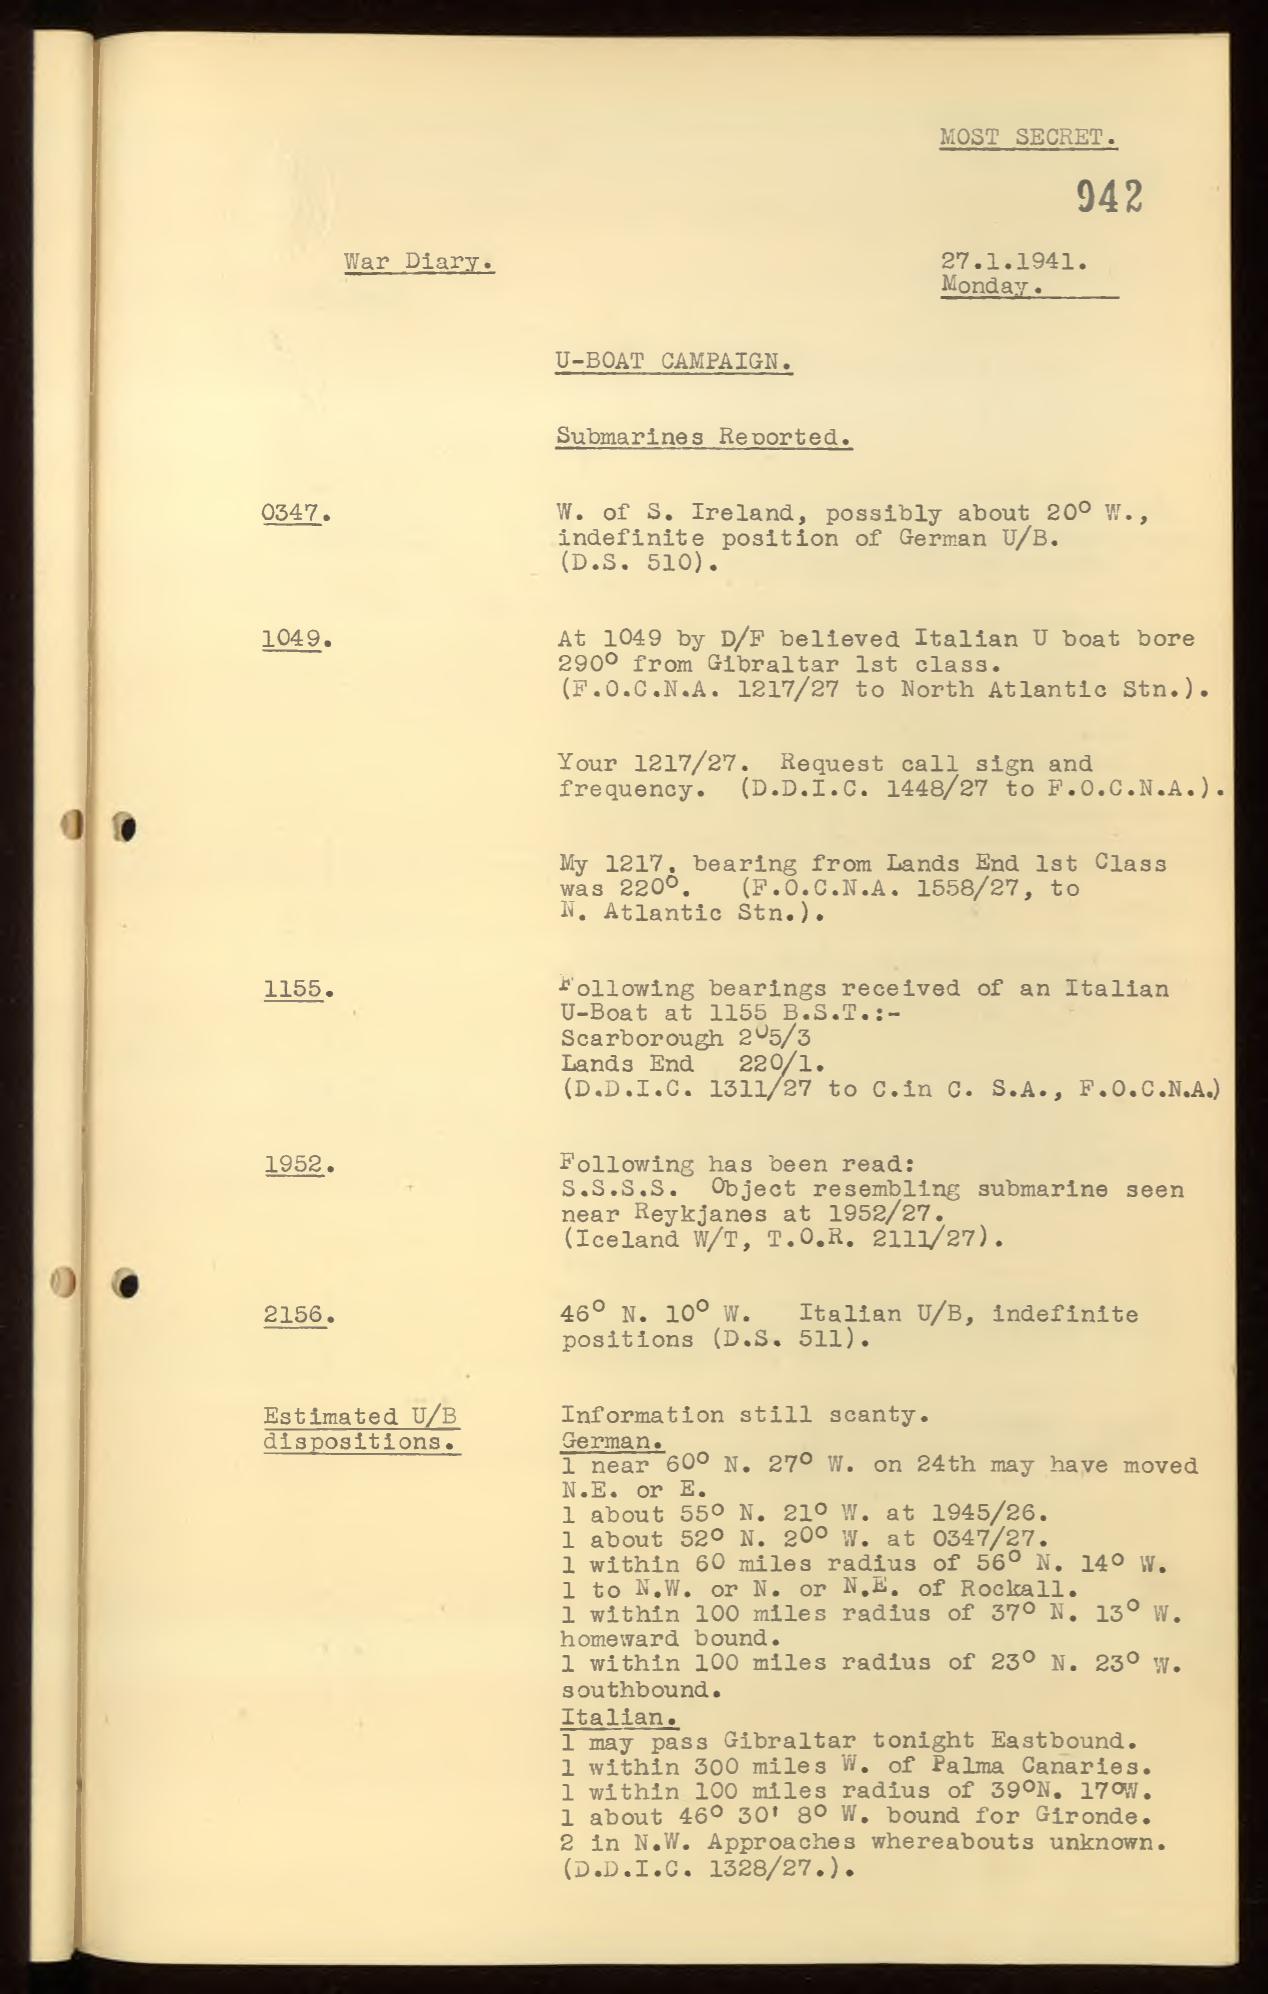 MOST SECRET.
942
War Diary.
27.1.1941.
Monday.
U-BOAT CAMPAIGN.
Submarines Reported.
0347.
W. of S. Ireland, possibly about 20° W.,
indefinite position of German U/B.
(D.S. 510).
1049.
At 1049 by D/F believed Italian U boat bore
290° from Gibraltar 1st class.
(F.O.C.N.A. 1217/27 to North Atlantic Stn.).
Your 1217/27. Request call sign and
frequency. (D.D.I.C. 1448/27 to F.O.C.N.A.).
My 1217, bearing from Lands End 1st Class
was 220°. (F.O.C.N.A. 1558/27, to
N. Atlantic Stn.).
1155.
Following bearings received of an Italian
U-Boat at 1155 B.S.T.:-
Scarborough 205/3
Lands End 220/1.
(D.D.I.C. 1311/27 to C.in C. S.A., F.O.C.N.A.)
1952.
Following has been read:
S.S.S.S. Object resembling submarine seen
near Reykjanes at 1952/27.
(Iceland W/T, T.O.R. 2111/27).
2156.
46° N. 10° W. Italian U/B, indefinite
positions (D.S. 511).
Estimated U/B
dispositions.
Information still scanty.
German.
1 near 60° N. 27° W. on 24th may have moved
N.E. or E.
1 about 55° N. 21° W. at 1945/26.
1 about 52° N. 20° W. at 0347/27.
1 within 60 miles radius of 56° N. 14° W.
1 to N.W. or N. or N.E. of Rockall.
1 within 100 miles radius of 37° N. 13° W.
homeward bound.
1 within 100 miles radius of 23° N. 23° W.
southbound.
Italian.
1 may pass Gibraltar tonight Eastbound.
1 within 300 miles W. of Palma Canaries.
1 within 100 miles radius of 39°N. 17°W.
1 about 46° 30' 8° W. bound for Gironde.
2 in N.W. Approaches whereabouts unknown.
(D.D.I.C. 1328/27.).